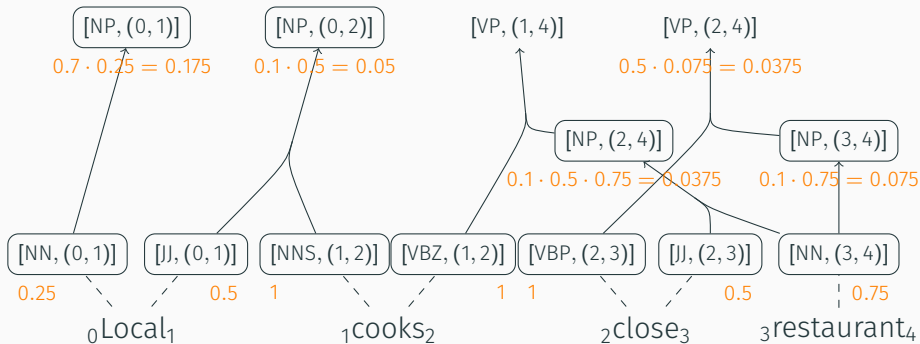 [NP, (0, 1)] [NP, (0, 2)] [VP, (1, 4)] [VP, (2, 4)]
0.7 · 0.25 = 0.175 0.1 · 0.5 = 0.05 0.5 · 0.075 = 0.0375
[NP, (2, 4)] [NP, (3, 4)]
0.1 · 0.5 · 0.75 = 0.0375 0.1 · 0.75 = 0.075
[NN, (0, 1)] [JJ, (0, 1)] [NNS, (1, 2)] [VBZ, (1, 2)] [VBP, (2, 3)] [JJ, (2, 3)] [NN, (3, 4)]
0.25 0.5 1 1 1 0.5 0.75
₀Local₁ ₁cooks₂ ₂close₃ ₃restaurant₄